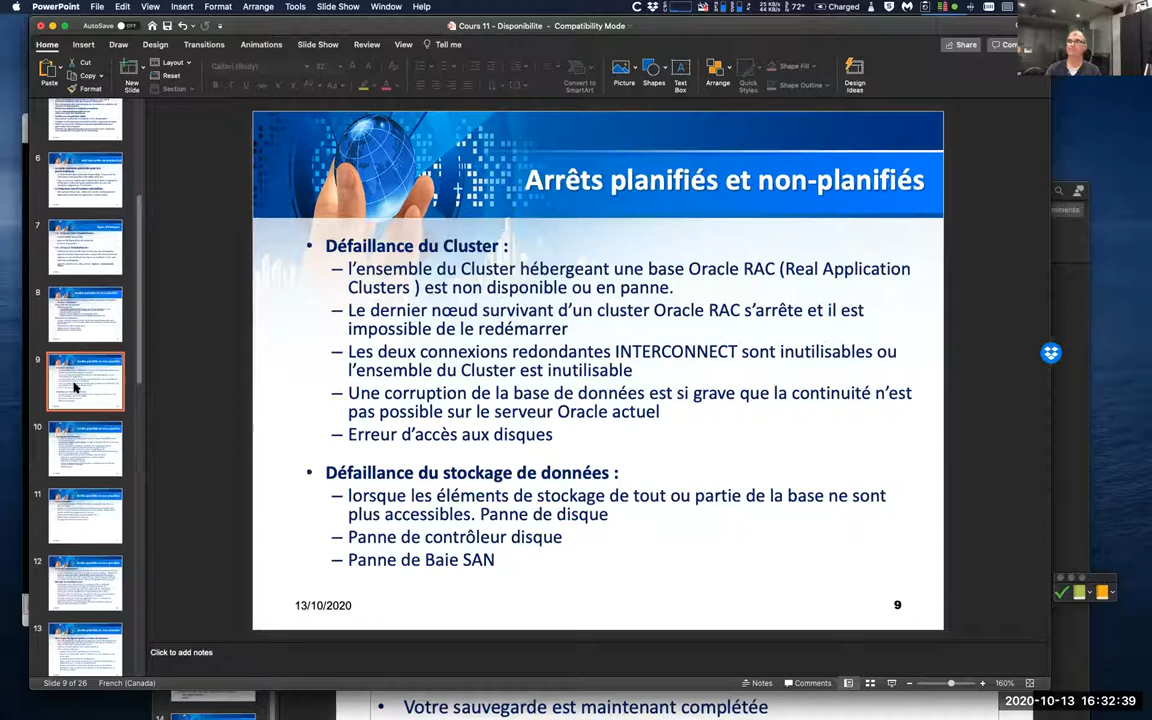 PowerPoint File Edit View Insert Format Arrange Tools Slide Show Window Help
72° Charged
AutoSave OFF
Cours 11 - Disponibilite - Compatibility Mode
Home Insert Draw Design Transitions Animations Slide Show Review View Tell me
Share
Paste
Cut
Copy
Format
New Slide
Layout
Reset
Section
Calibri (Body)
22
Convert to SmartArt
Picture
Shapes
Text Box
Arrange
Quick Styles
Shape Fill
Shape Outline
Design Ideas
6
7
8
9
10
11
12
13
Arrêts planifiés et non-planifiés
• Défaillance du Cluster :
– l'ensemble du Cluster hébergeant une base Oracle RAC (Real Application
Clusters ) est non disponible ou en panne.
– Le dernier nœud survivant d'un cluster Oracle RAC s'arrête et il est
impossible de le redémarrer
– Les deux connexions redondantes INTERCONNECT sont inutilisables ou
l'ensemble du Cluster est inutilisable
– Une corruption de la base de données est si grave que la continuité n'est
pas possible sur le serveur Oracle actuel
– Erreur d'accès aux disques
• Défaillance du stockage de données :
– lorsque les éléments de stockage de tout ou partie de la base ne sont
plus accessibles. Panne de disque
– Panne de contrôleur disque
– Panne de Baie SAN
13/10/2020
9
Click to add notes
Slide 9 of 26 French (Canada)
Notes Comments
160%
2020-10-13 16:32:39
• Votre sauvegarde est maintenant complétée